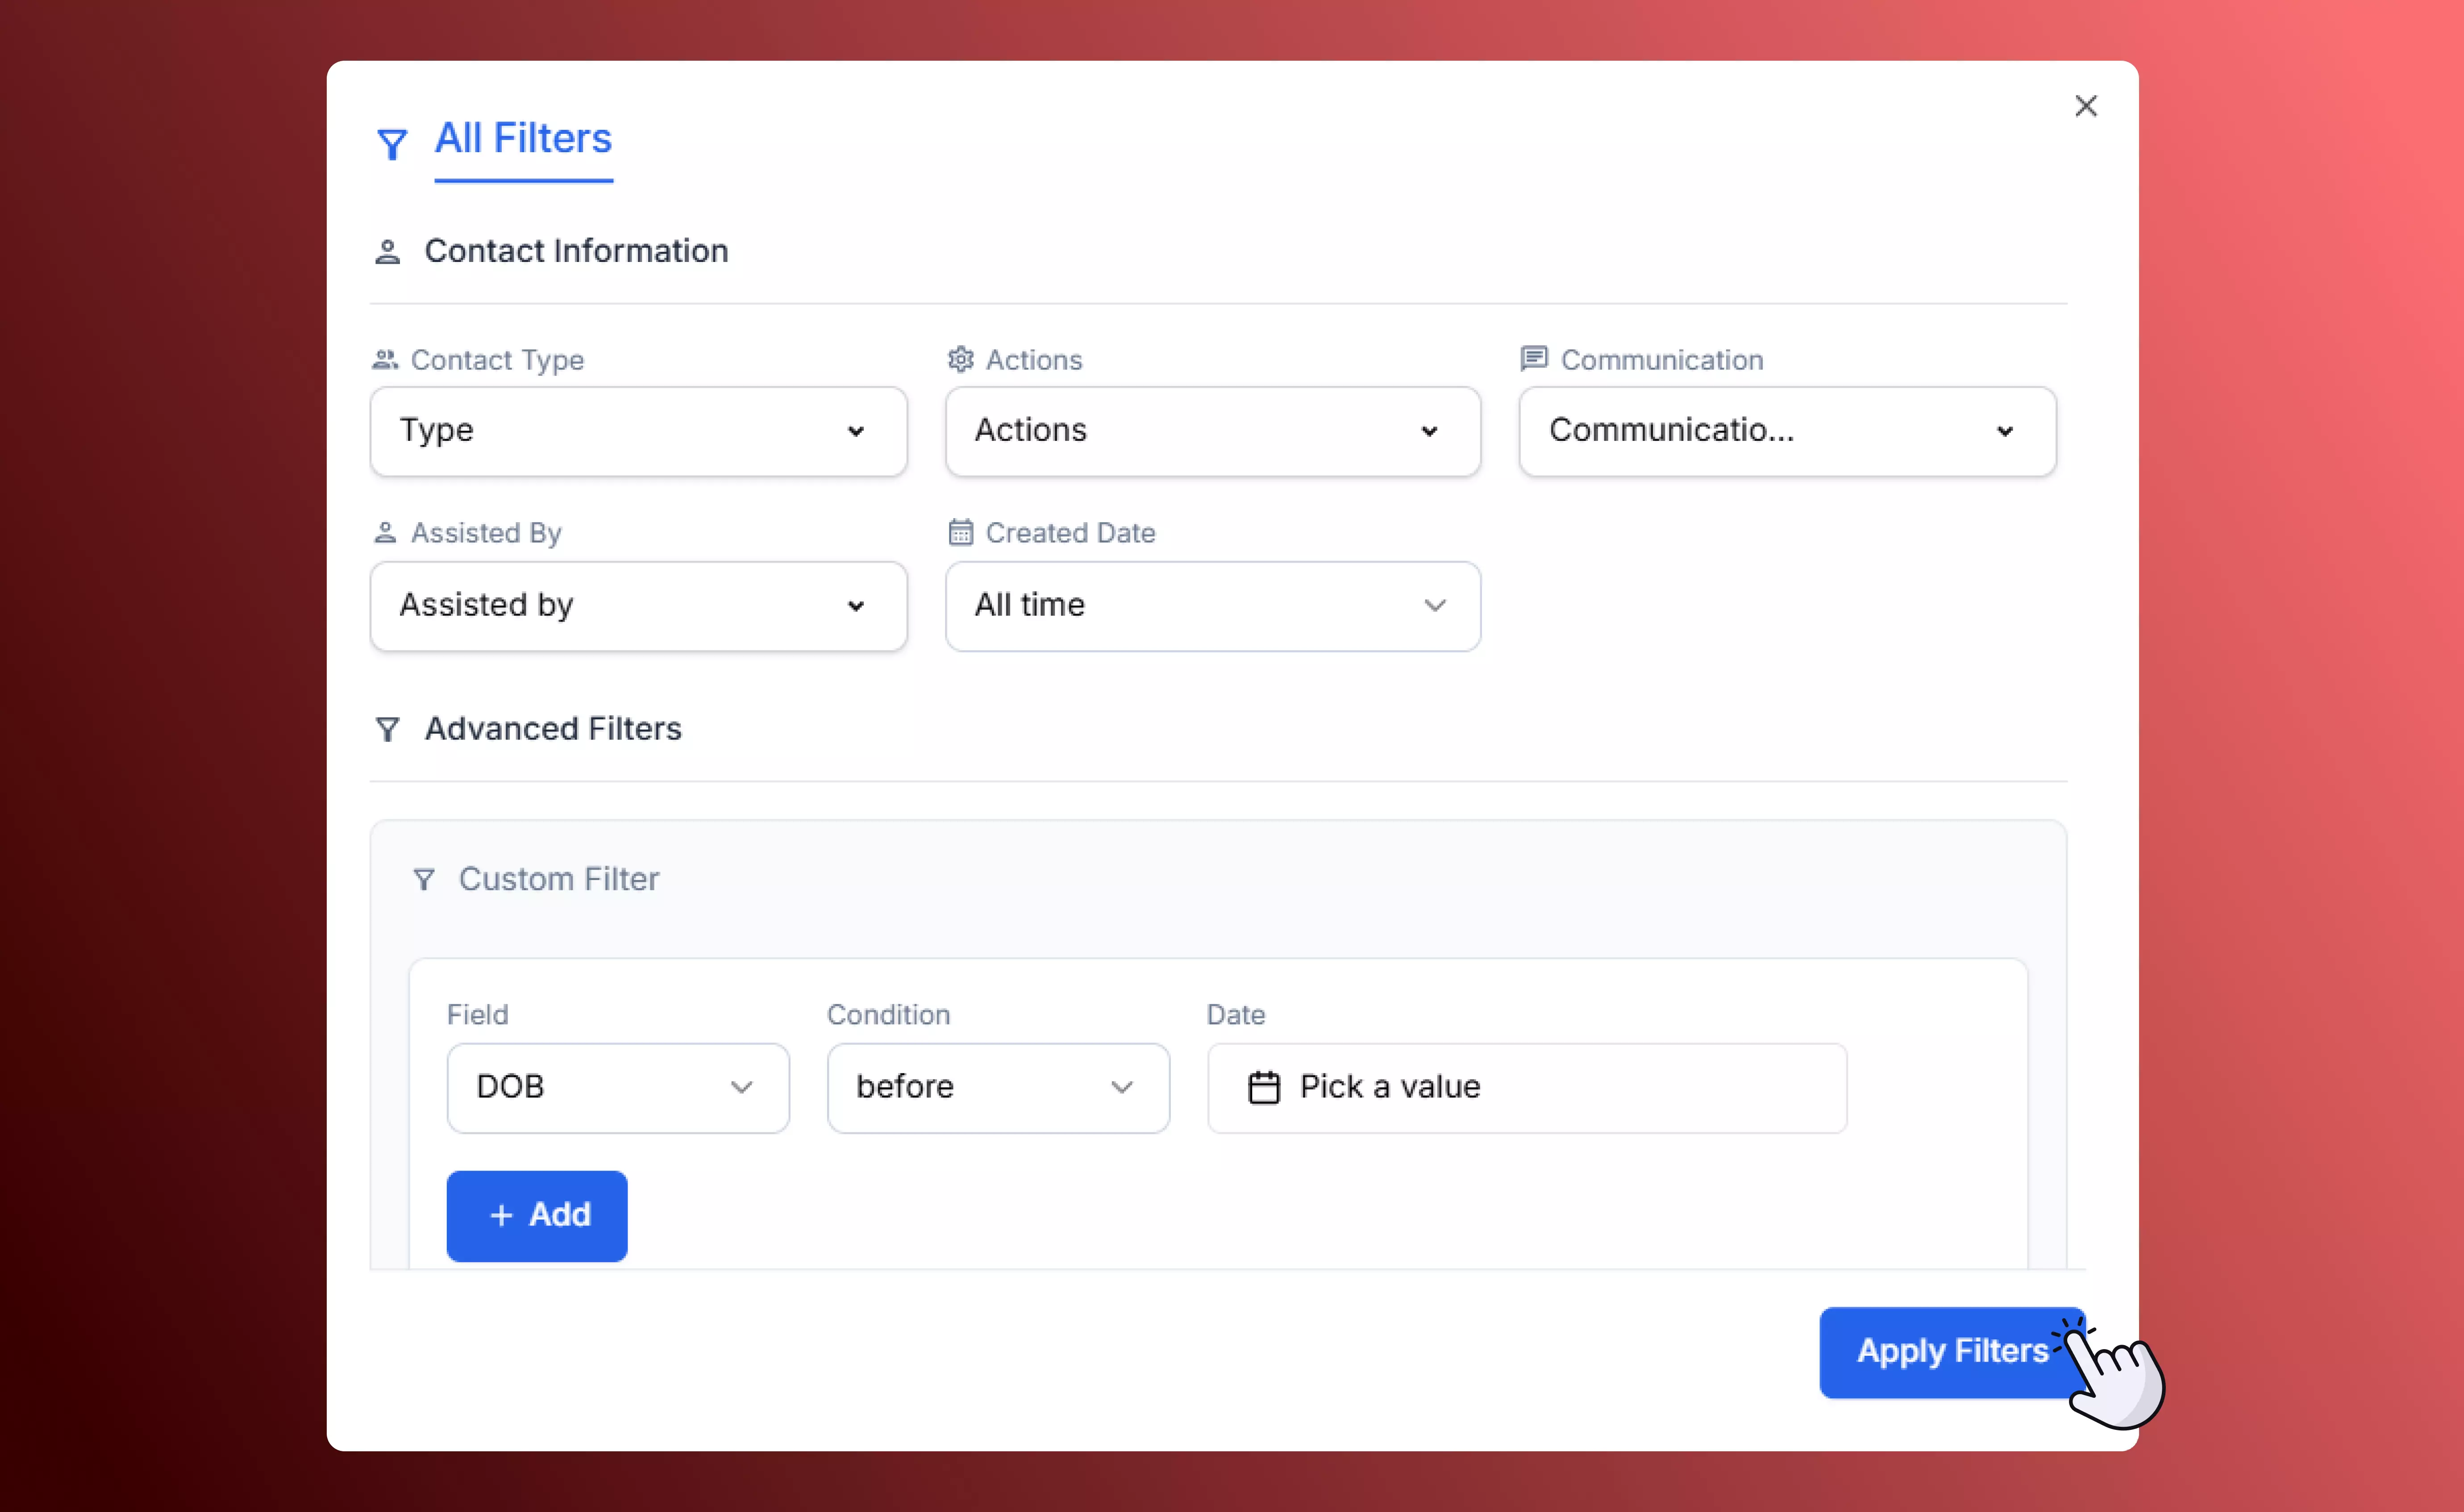 All Filters
Contact Information
Contact Type
Actions
Communication
Type
Actions
Communicatio...
Assisted By
Created Date
Assisted by
All time
Advanced Filters
Custom Filter
Field
Condition
Date
DOB
before
Pick a value
+ Add
Apply Filters